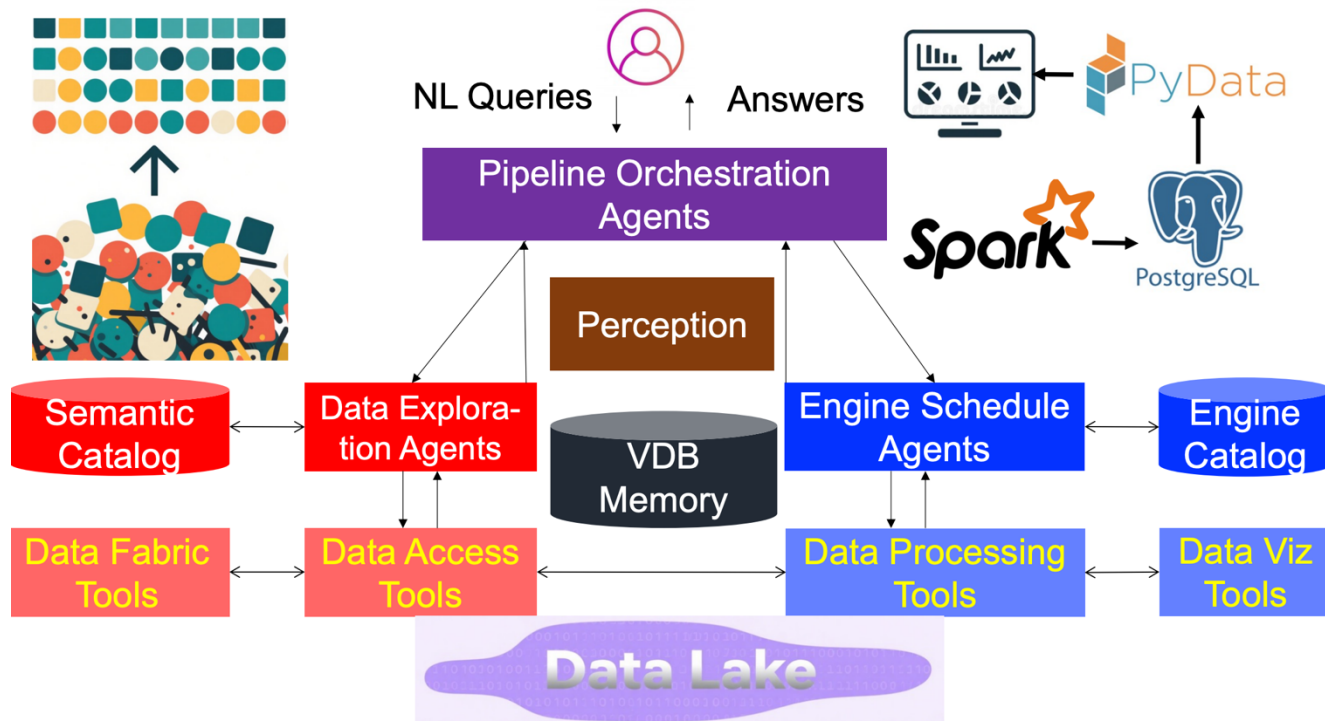 NL Queries
Answers
PyData
Pipeline Orchestration
Agents
Spark
PostgreSQL
Perception
Semantic
Catalog
Data Explora-
tion Agents
VDB
Memory
Engine Schedule
Agents
Engine
Catalog
Data Fabric
Tools
Data Access
Tools
Data Processing
Tools
Data Viz
Tools
Data Lake